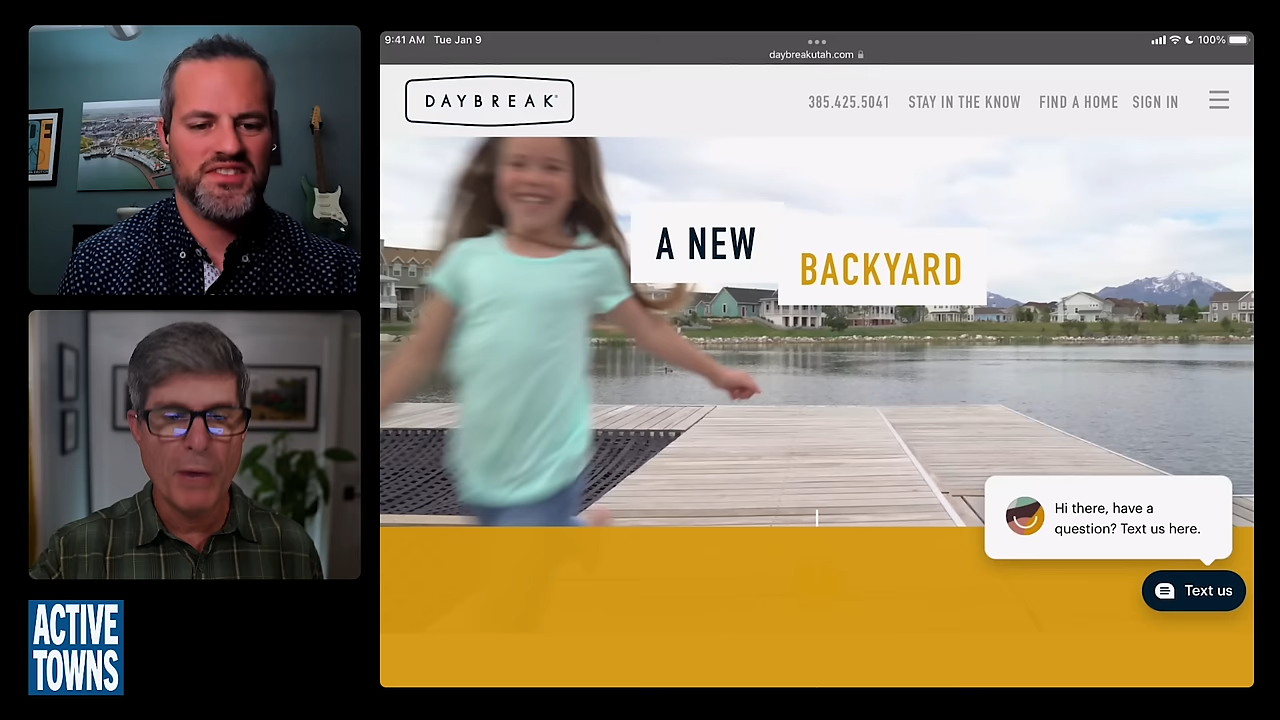 9:41 AM Tue Jan 9
100%
daybreakutah.com
DAYBREAK®
385.425.5041 STAY IN THE KNOW FIND A HOME SIGN IN
A NEW
BACKYARD
Hi there, have a
question? Text us here.
Text us
ACTIVE
TOWNS